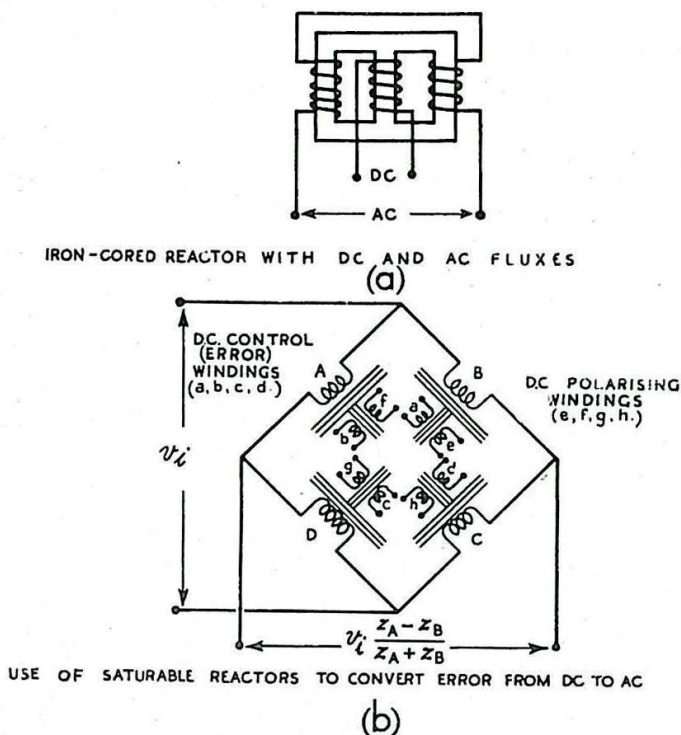 DC
AC
IRON-CORED REACTOR WITH DC AND AC FLUXES
(a)
D.C. CONTROL
(ERROR)
WINDINGS
(a,b,c,d.)
A
B
D.C. POLARISING
WINDINGS
(e,f,g,h.)
f
a
b
e
vi
g
d
c
h
D
C
vi ZA − ZB
ZA + ZB
USE OF SATURABLE REACTORS TO CONVERT ERROR FROM DC TO AC
(b)